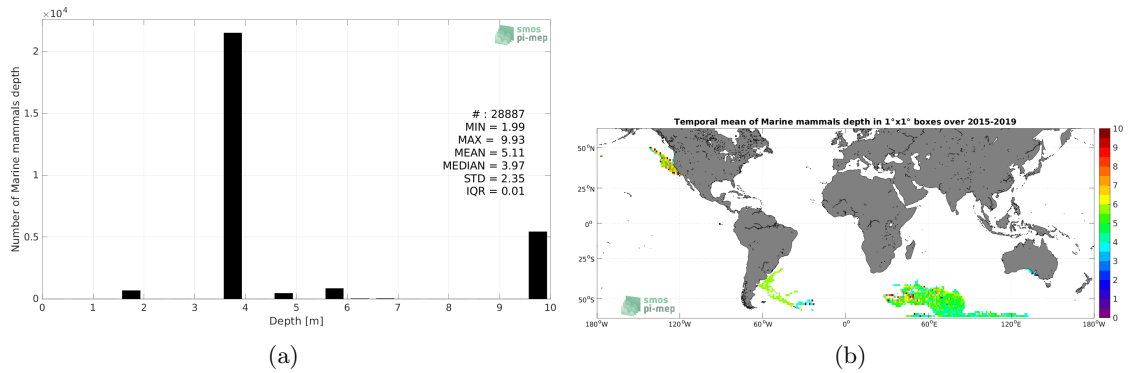 ×10⁴
smos
pi-mep
2
1.5
1
0.5
0
Number of Marine mammals depth
# : 28887
MIN = 1.99
MAX = 9.93
MEAN = 5.11
MEDIAN = 3.97
STD = 2.35
IQR = 0.01
0 1 2 3 4 5 6 7 8 9 10
Depth [m]
(a)
Temporal mean of Marine mammals depth in 1°x1° boxes over 2015-2019
50°N
25°N
0°
25°S
50°S
180°W 120°W 60°W 0° 60°E 120°E 180°W
smos
pi-mep
10
9
8
7
6
5
4
3
2
1
0
(b)